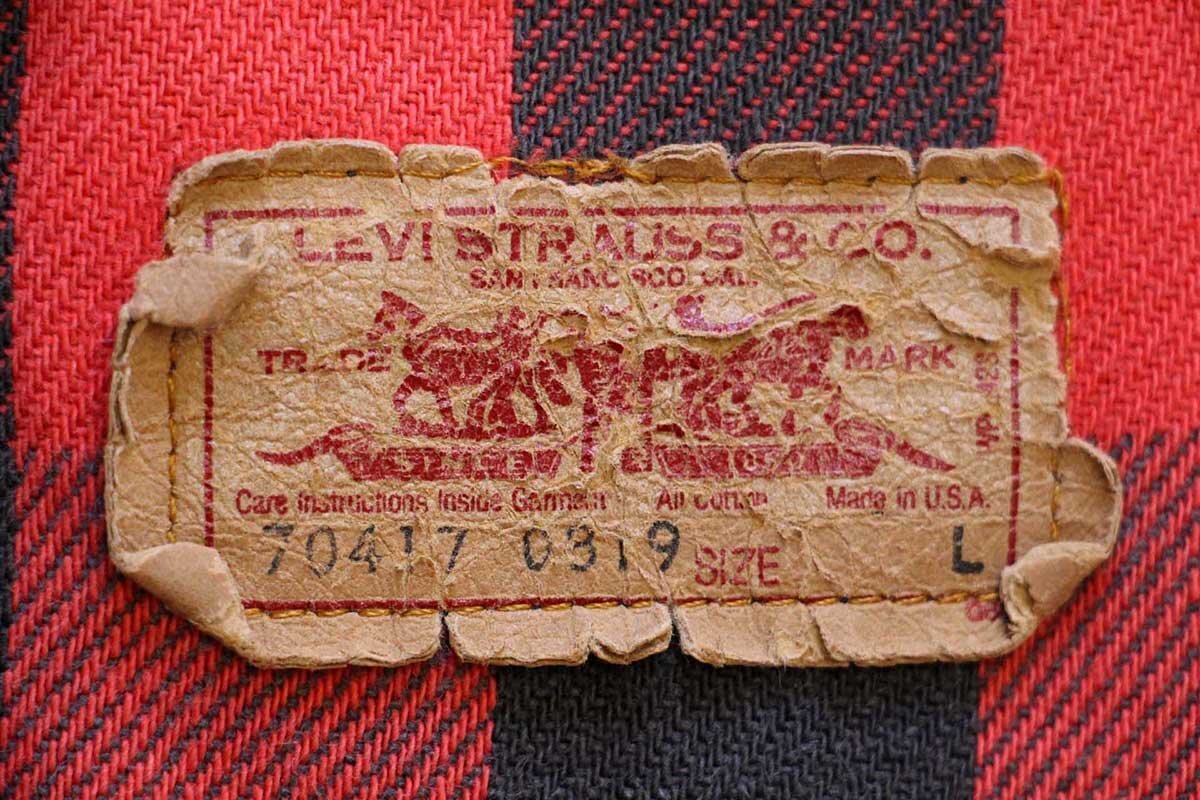 LEVI STRAUSS & CO.
SAN FRANCISCO CAL.
TRADE MARK
Care Instructions Inside Garment All Cotton Made in U.S.A.
70417 0319 SIZE L